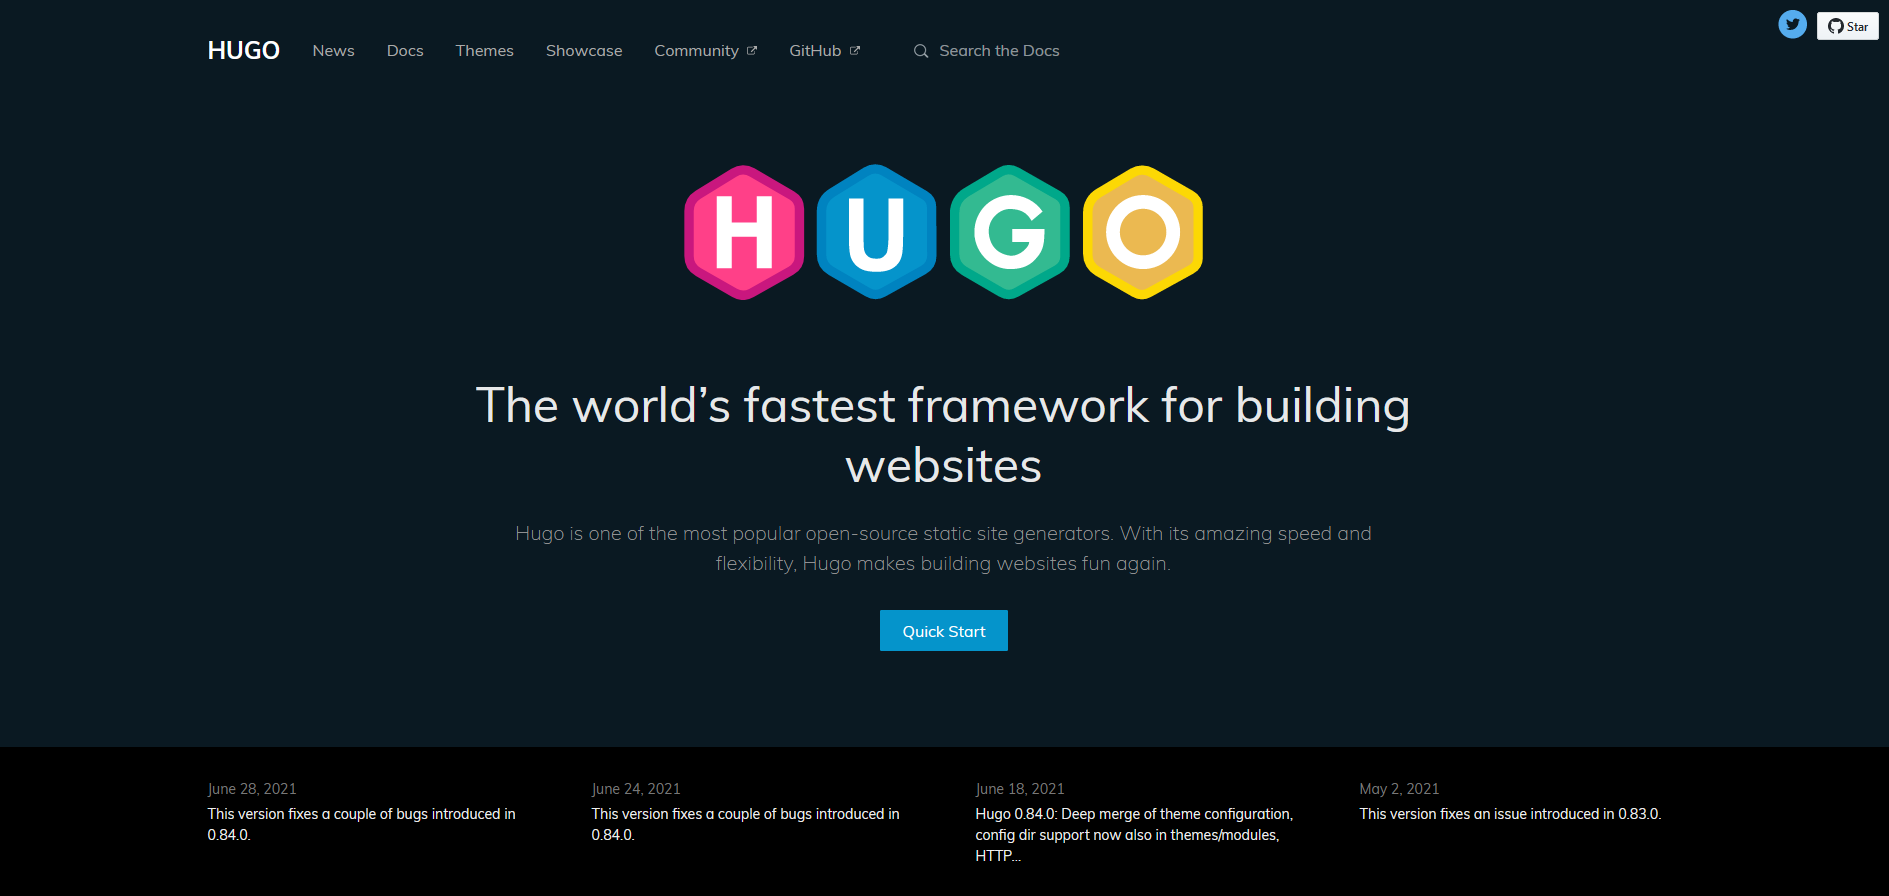 HUGO News Docs Themes Showcase Community GitHub Search the Docs Star
HUGO
The world’s fastest framework for building
websites
Hugo is one of the most popular open-source static site generators. With its amazing speed and
flexibility, Hugo makes building websites fun again.
Quick Start
June 28, 2021
This version fixes a couple of bugs introduced in
0.84.0.
June 24, 2021
This version fixes a couple of bugs introduced in
0.84.0.
June 18, 2021
Hugo 0.84.0: Deep merge of theme configuration,
config dir support now also in themes/modules,
HTTP...
May 2, 2021
This version fixes an issue introduced in 0.83.0.